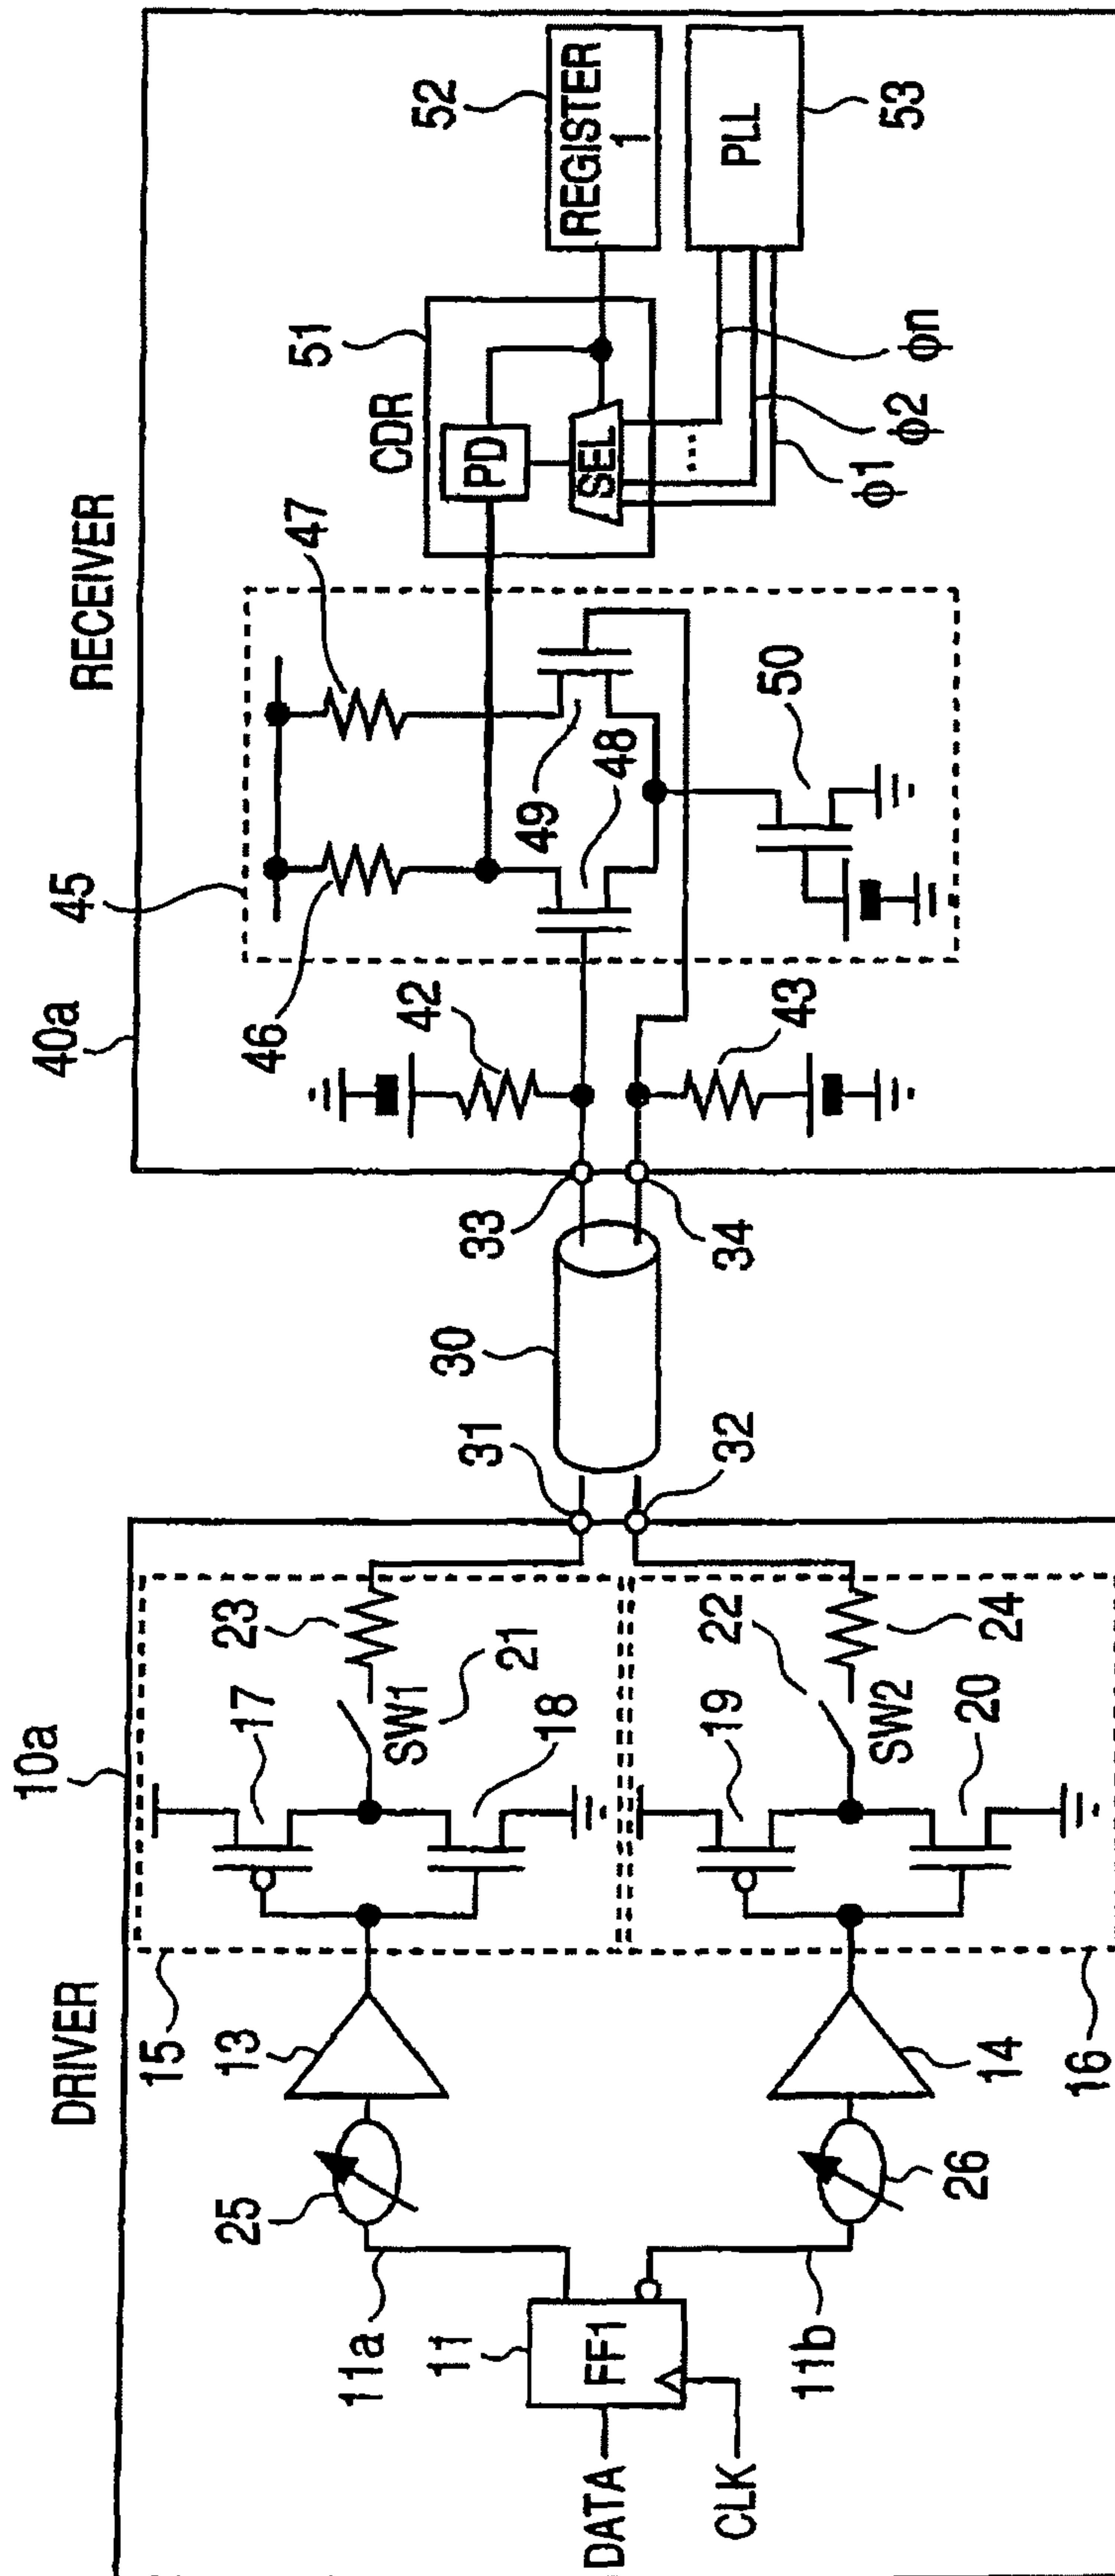 DRIVER
10a
15
13
25
11a
11
FF1
DATA
CLK
11b
26
14
16
17
23
SW1
21
18
19
22
SW2
24
20
31
32
30
33
34
RECEIVER
40a
45
46
47
42
43
49
48
50
CDR
51
PD
SEL
52
REGISTER
1
PLL
53
...
ϕn
ϕ2
ϕ1